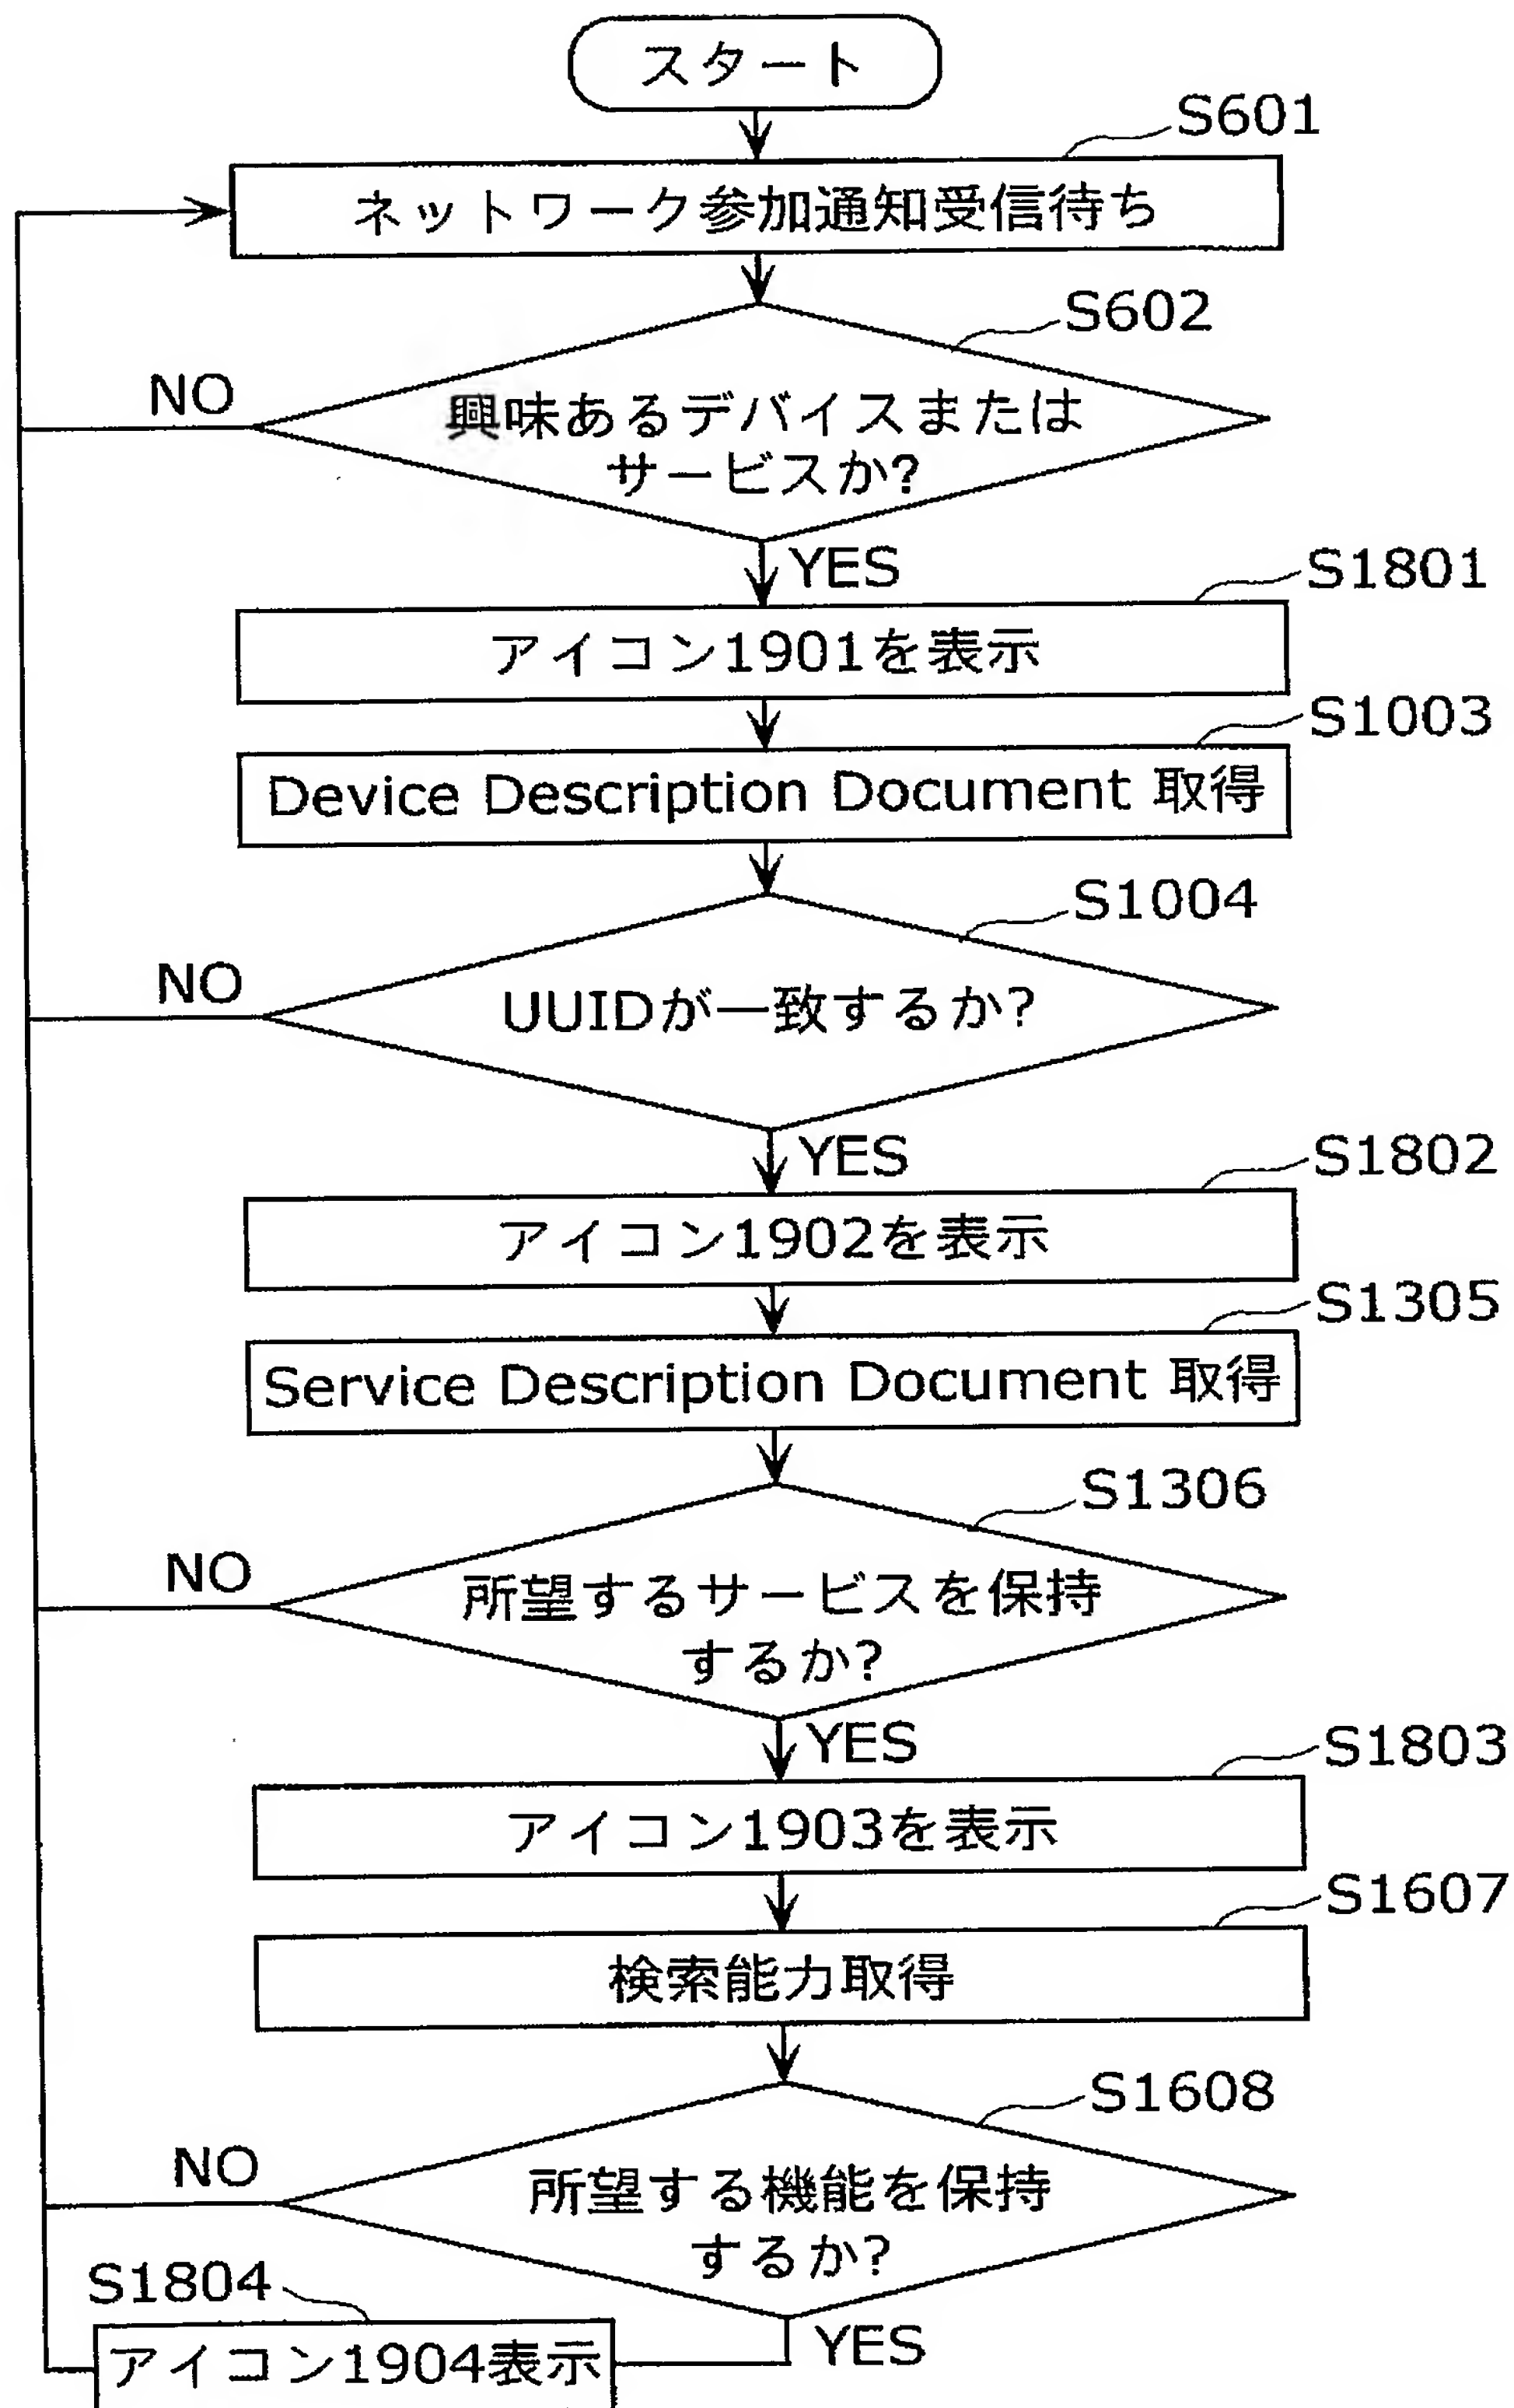 スタート
S601
ネットワーク参加通知受信待ち
S602
NO
興味あるデバイスまたは
サービスか?
YES
S1801
アイコン1901を表示
S1003
Device Description Document 取得
S1004
NO
UUIDが一致するか?
YES
S1802
アイコン1902を表示
S1305
Service Description Document 取得
S1306
NO
所望するサービスを保持
するか?
YES
S1803
アイコン1903を表示
S1607
検索能力取得
S1608
NO
所望する機能を保持
するか?
S1804
YES
アイコン1904表示